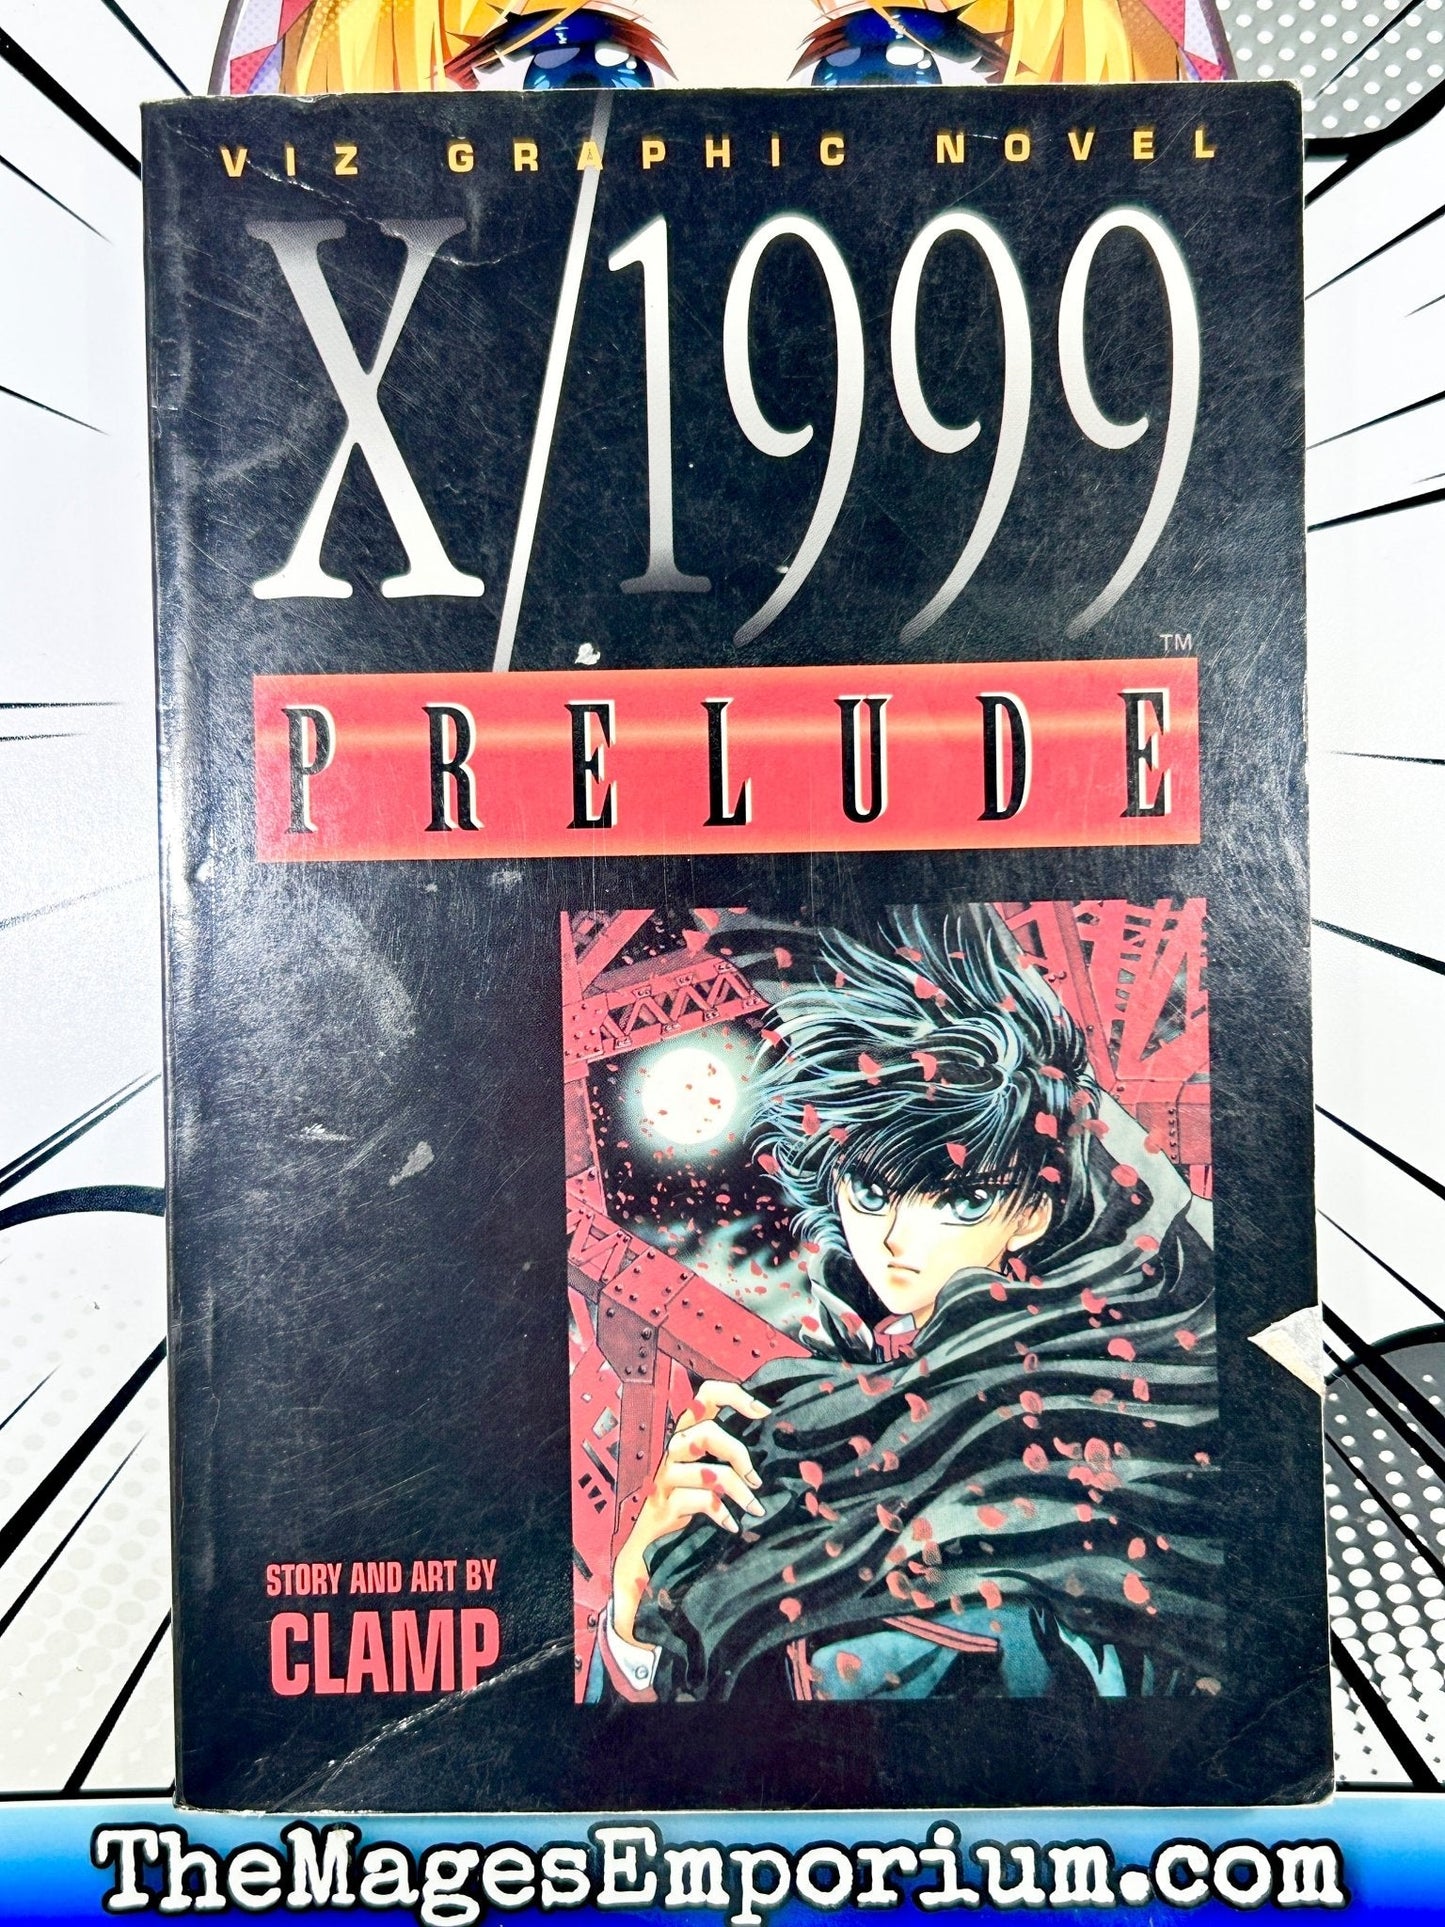 VIZ GRAPHIC NOVEL
X/1999
TM
PRELUDE
STORY AND ART BY
CLAMP
TheMagesEmporium.com